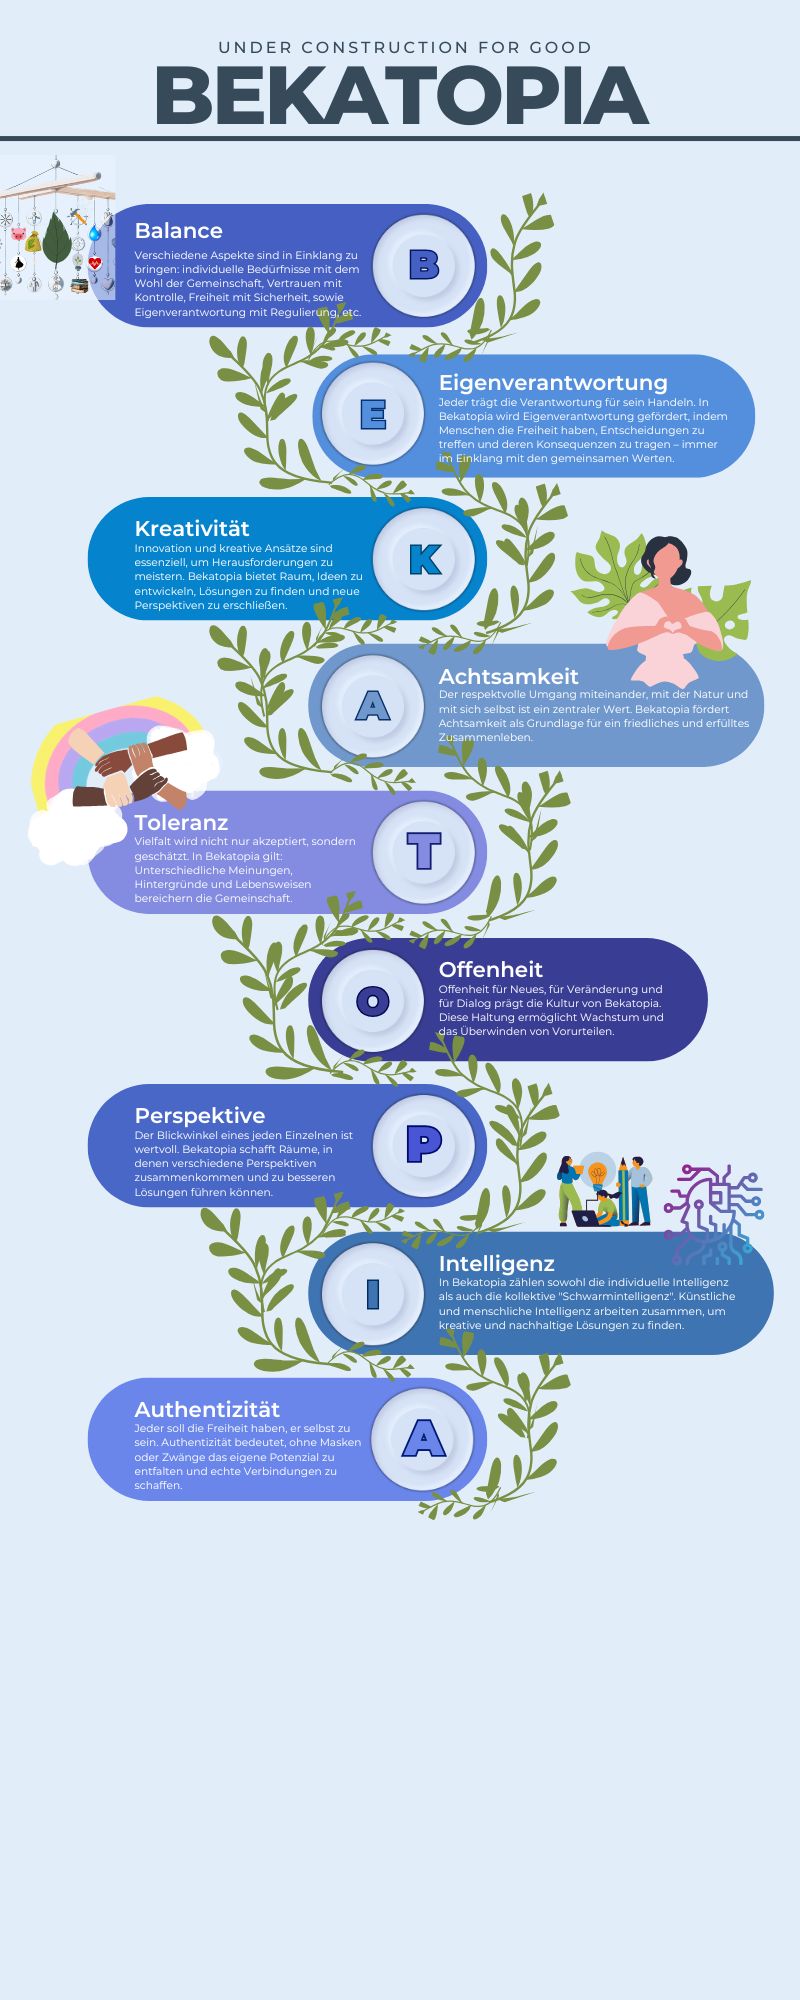 UNDER CONSTRUCTION FOR GOOD
BEKATOPIA
Balance
Verschiedene Aspekte sind in Einklang zu
bringen: individuelle Bedürfnisse mit dem
Wohl der Gemeinschaft, Vertrauen mit
Kontrolle, Freiheit mit Sicherheit, sowie
Eigenverantwortung mit Regulierung, etc.
B
E
Eigenverantwortung
Jeder trägt die Verantwortung für sein Handeln. In
Bekatopia wird Eigenverantwortung gefördert, indem
Menschen die Freiheit haben, Entscheidungen zu
treffen und deren Konsequenzen zu tragen – immer
im Einklang mit den gemeinsamen Werten.
Kreativität
Innovation und kreative Ansätze sind
essenziell, um Herausforderungen zu
meistern. Bekatopia bietet Raum, Ideen zu
entwickeln, Lösungen zu finden und neue
Perspektiven zu erschließen.
K
A
Achtsamkeit
Der respektvolle Umgang miteinander, mit der Natur und
mit sich selbst ist ein zentraler Wert. Bekatopia fördert
Achtsamkeit als Grundlage für ein friedliches und erfülltes
Zusammenleben.
Toleranz
Vielfalt wird nicht nur akzeptiert, sondern
geschätzt. In Bekatopia gilt:
Unterschiedliche Meinungen,
Hintergründe und Lebensweisen
bereichern die Gemeinschaft.
T
O
Offenheit
Offenheit für Neues, für Veränderung und
für Dialog prägt die Kultur von Bekatopia.
Diese Haltung ermöglicht Wachstum und
das Überwinden von Vorurteilen.
Perspektive
Der Blickwinkel eines jeden Einzelnen ist
wertvoll. Bekatopia schafft Räume, in
denen verschiedene Perspektiven
zusammenkommen und zu besseren
Lösungen führen können.
P
I
Intelligenz
In Bekatopia zählen sowohl die individuelle Intelligenz
als auch die kollektive "Schwarmintelligenz". Künstliche
und menschliche Intelligenz arbeiten zusammen, um
kreative und nachhaltige Lösungen zu finden.
Authentizität
Jeder soll die Freiheit haben, er selbst zu
sein. Authentizität bedeutet, ohne Masken
oder Zwänge das eigene Potenzial zu
entfalten und echte Verbindungen zu
schaffen.
A